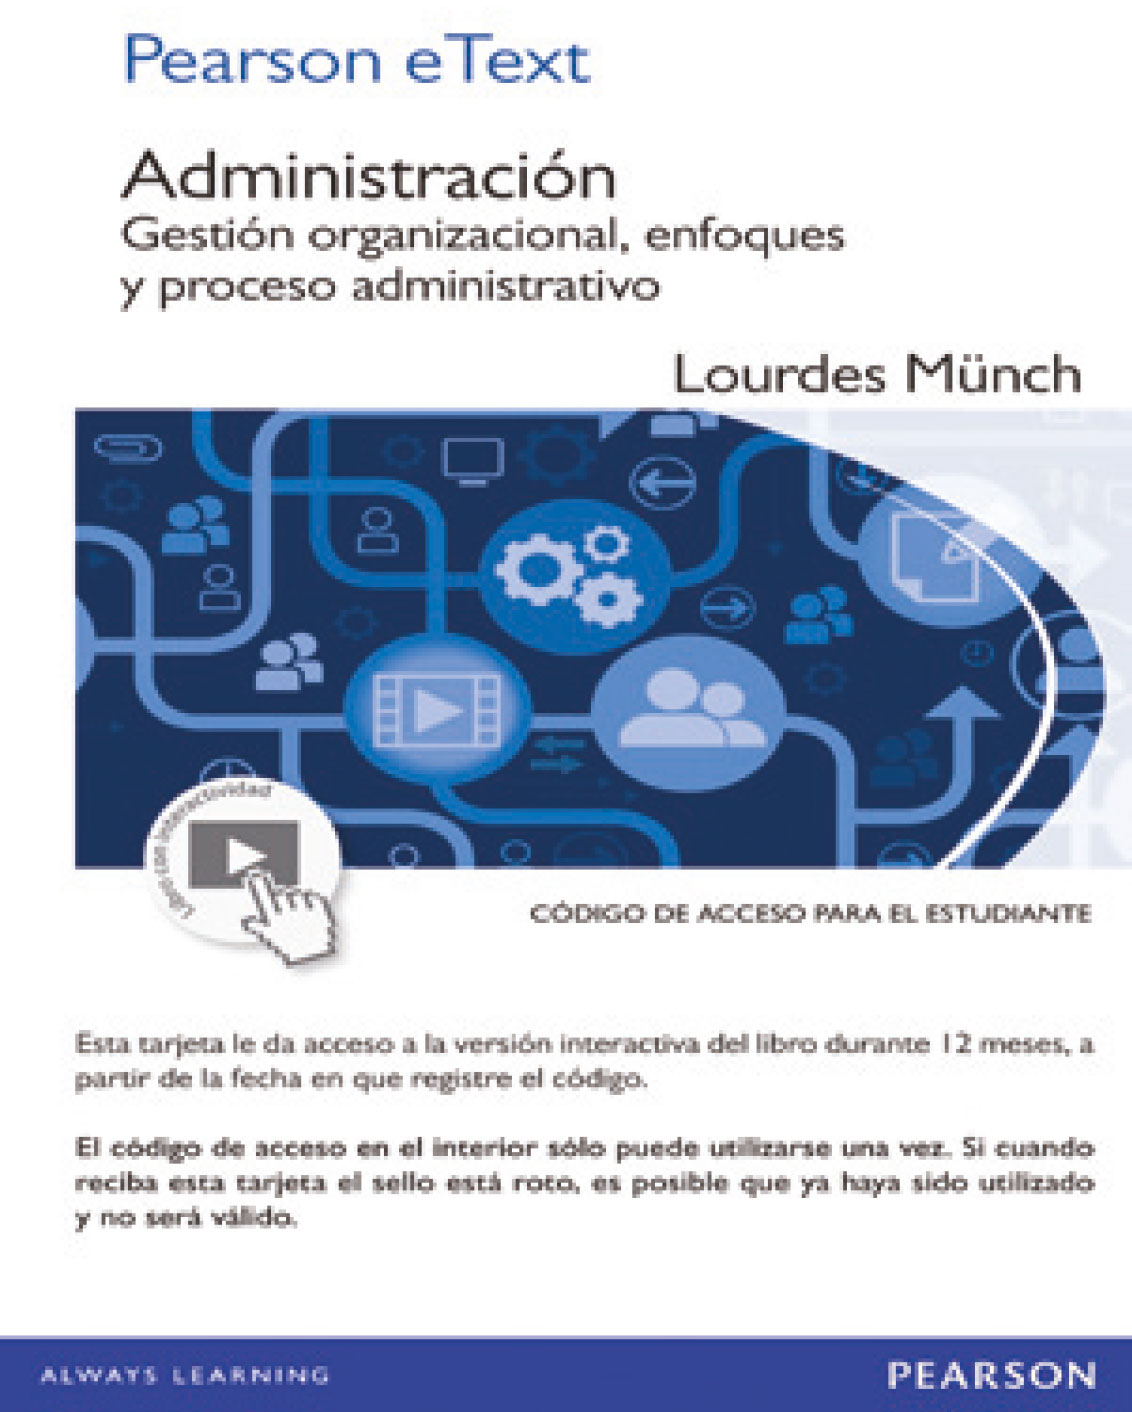 Pearson eText
Administración
Gestión organizacional, enfoques
y proceso administrativo
Lourdes Münch
Libro con interactividad
CÓDIGO DE ACCESO PARA EL ESTUDIANTE
Esta tarjeta le da acceso a la versión interactiva del libro durante 12 meses, a
partir de la fecha en que registre el código.
El código de acceso en el interior sólo puede utilizarse una vez. Si cuando
reciba esta tarjeta el sello está roto, es posible que ya haya sido utilizado
y no será válido.
ALWAYS LEARNING
PEARSON